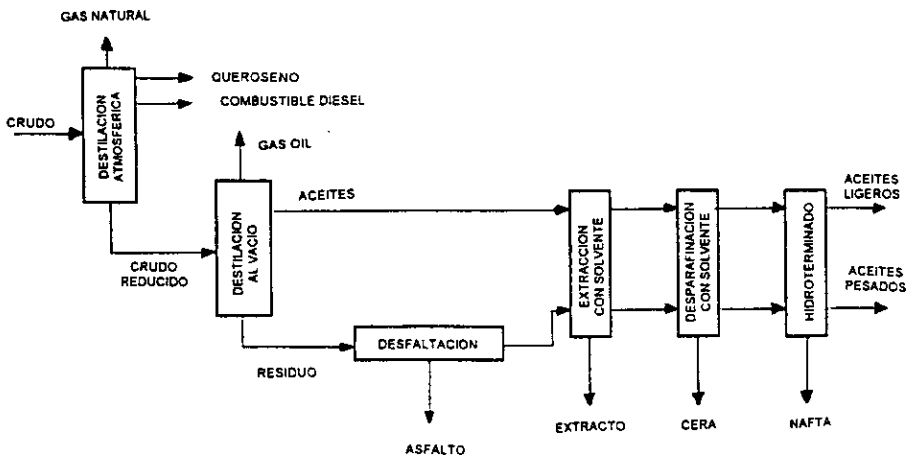 GAS NATURAL
QUEROSENO
COMBUSTIBLE DIESEL
CRUDO
DESTILACION
ATMOSFERICA
GAS OIL
ACEITES
CRUDO
REDUCIDO
DESTILACION
AL VACIO
RESIDUO
DESFALTACION
ASFALTO
EXTRACCION
CON SOLVENTE
EXTRACTO
DESPARAFINACION
CON SOLVENTE
CERA
HIDROTERMINADO
NAFTA
ACEITES
LIGEROS
ACEITES
PESADOS